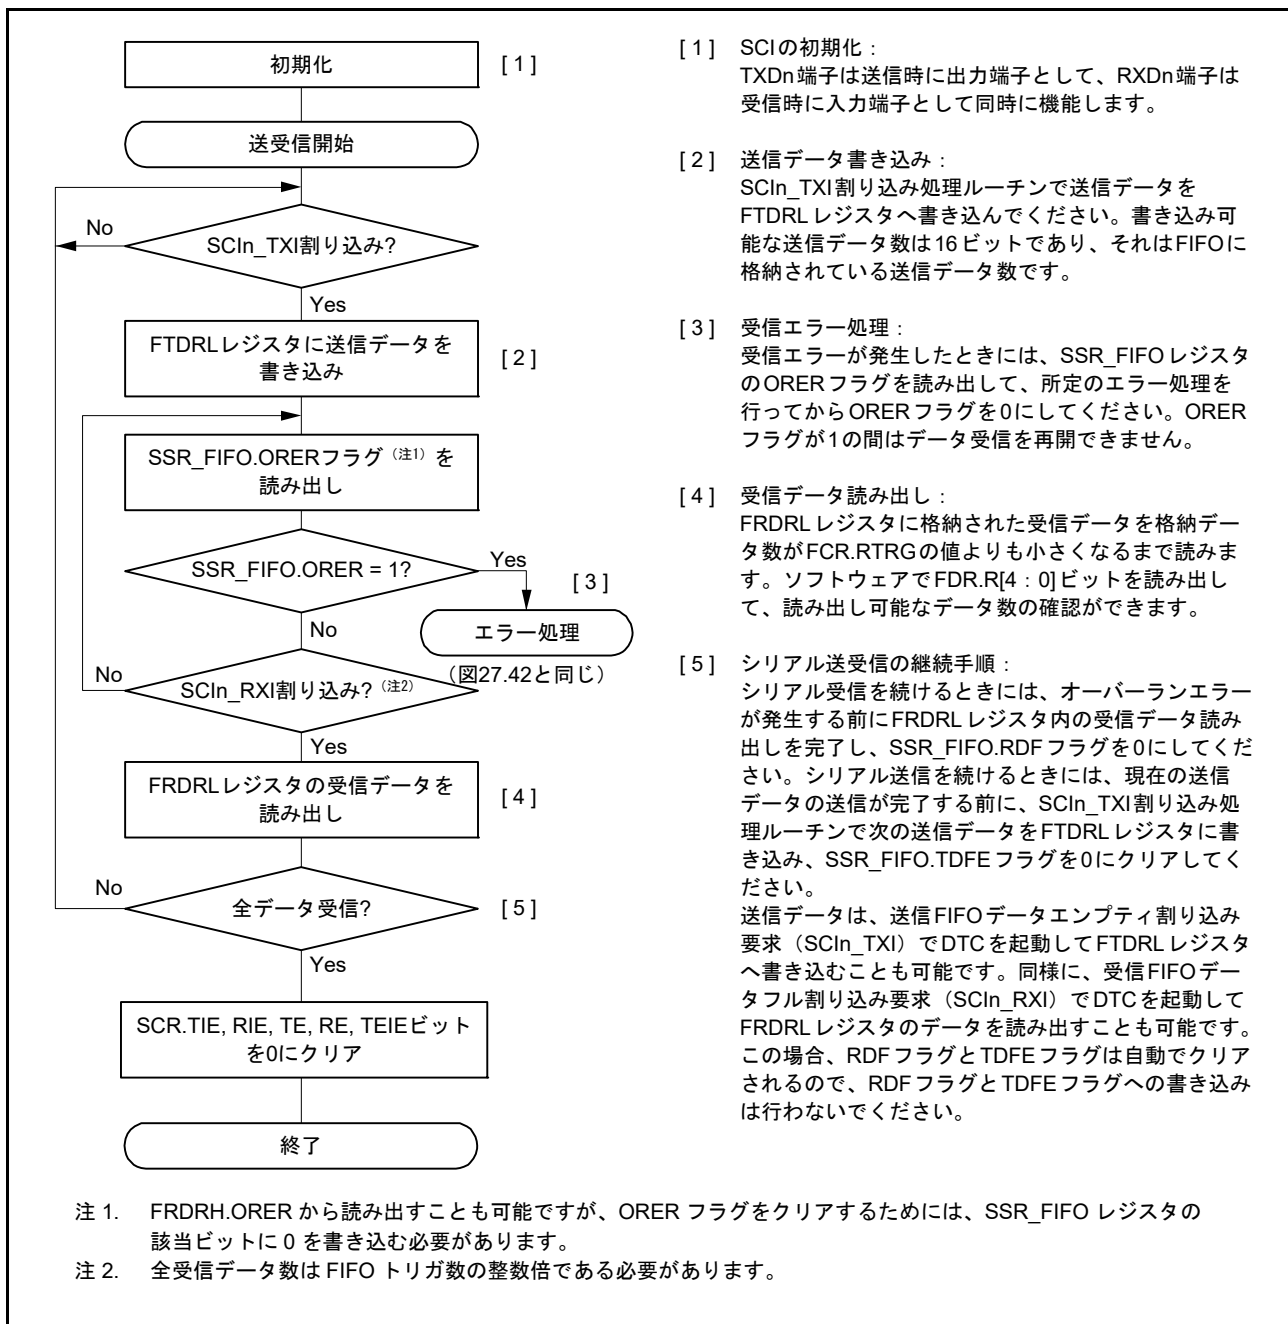 初期化
[ 1 ]
送受信開始
No
SCIn_TXI割り込み?
Yes
FTDRLレジスタに送信データを
書き込み
[ 2 ]
SSR_FIFO.ORERフラグ（注1）を
読み出し
SSR_FIFO.ORER = 1?
Yes
[ 3 ]
No
エラー処理
（図27.42と同じ）
No
SCIn_RXI割り込み?（注2）
Yes
FRDRLレジスタの受信データを
読み出し
[ 4 ]
No
全データ受信?
[ 5 ]
Yes
SCR.TIE, RIE, TE, RE, TEIEビット
を0にクリア
終了
[ 1 ] SCIの初期化：
TXDn端子は送信時に出力端子として、RXDn端子は
受信時に入力端子として同時に機能します。
[ 2 ] 送信データ書き込み：
SCIn_TXI割り込み処理ルーチンで送信データを
FTDRLレジスタへ書き込んでください。書き込み可
能な送信データ数は16ビットであり、それはFIFOに
格納されている送信データ数です。
[ 3 ] 受信エラー処理：
受信エラーが発生したときには、SSR_FIFOレジスタ
のORERフラグを読み出して、所定のエラー処理を
行ってからORERフラグを0にしてください。ORER
フラグが1の間はデータ受信を再開できません。
[ 4 ] 受信データ読み出し：
FRDRLレジスタに格納された受信データを格納デー
タ数がFCR.RTRGの値よりも小さくなるまで読みま
す。ソフトウェアでFDR.R[4：0]ビットを読み出し
て、読み出し可能なデータ数の確認ができます。
[ 5 ] シリアル送受信の継続手順：
シリアル受信を続けるときには、オーバーランエラー
が発生する前にFRDRLレジスタ内の受信データ読み
出しを完了し、SSR_FIFO.RDFフラグを0にしてくだ
さい。シリアル送信を続けるときには、現在の送信
データの送信が完了する前に、SCIn_TXI割り込み処
理ルーチンで次の送信データをFTDRLレジスタに書
き込み、SSR_FIFO.TDFEフラグを0にクリアしてく
ださい。
送信データは、送信FIFOデータエンプティ割り込み
要求（SCIn_TXI）でDTCを起動してFTDRLレジスタ
へ書き込むことも可能です。同様に、受信FIFOデー
タフル割り込み要求（SCIn_RXI）でDTCを起動して
FRDRLレジスタのデータを読み出すことも可能です。
この場合、RDFフラグとTDFEフラグは自動でクリア
されるので、RDFフラグとTDFEフラグへの書き込み
は行わないでください。
注 1. FRDRH.ORER から読み出すことも可能ですが、ORER フラグをクリアするためには、SSR_FIFO レジスタの
該当ビットに 0 を書き込む必要があります。
注 2. 全受信データ数は FIFO トリガ数の整数倍である必要があります。